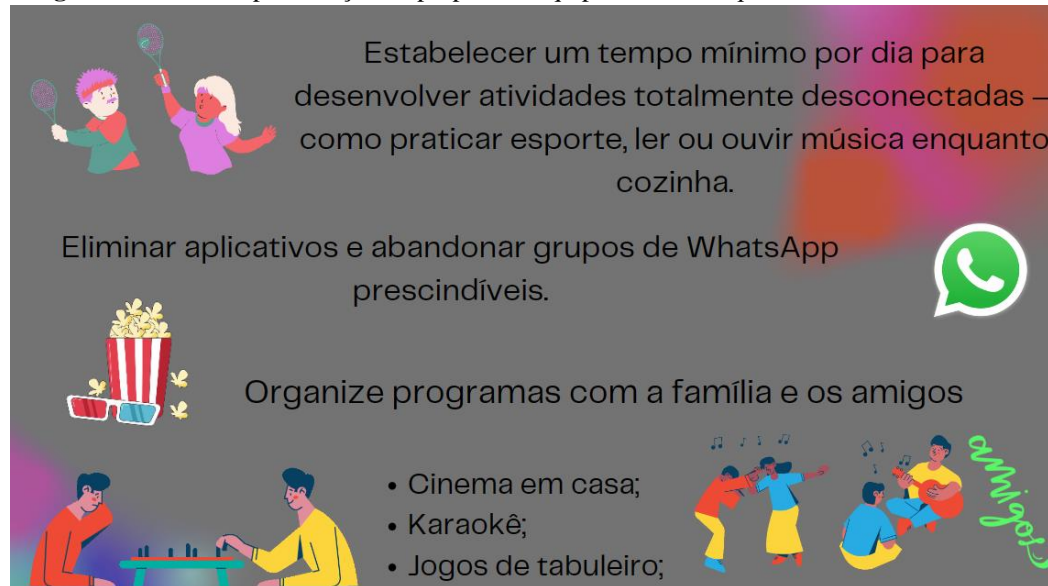 Estabelecer um tempo mínimo por dia para
desenvolver atividades totalmente desconectadas –
como praticar esporte, ler ou ouvir música enquanto
cozinha.
Eliminar aplicativos e abandonar grupos de WhatsApp
prescindíveis.
Organize programas com a família e os amigos
• Cinema em casa;
• Karaokê;
• Jogos de tabuleiro;
amigos